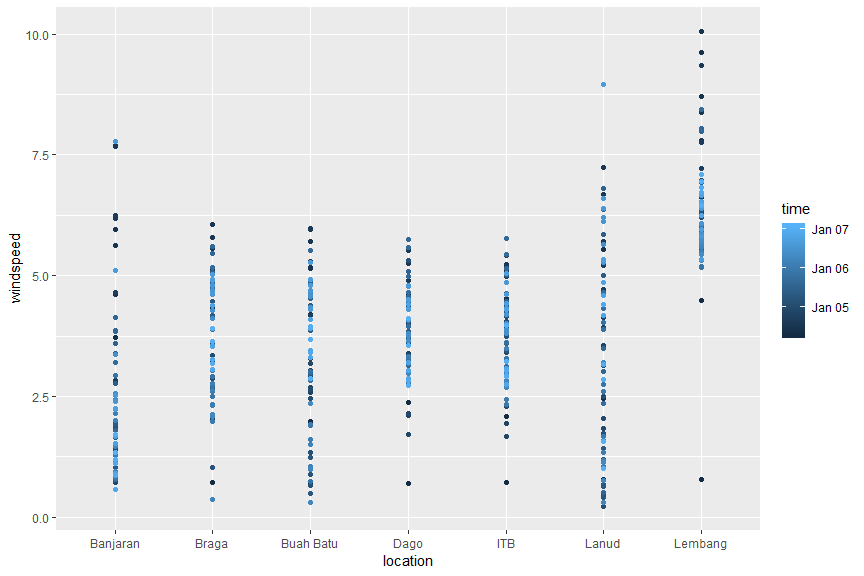 windspeed
10.0
7.5
5.0
2.5
0.0
Banjaran Braga Buah Batu Dago ITB Lanud Lembang
location
time
Jan 07
Jan 06
Jan 05